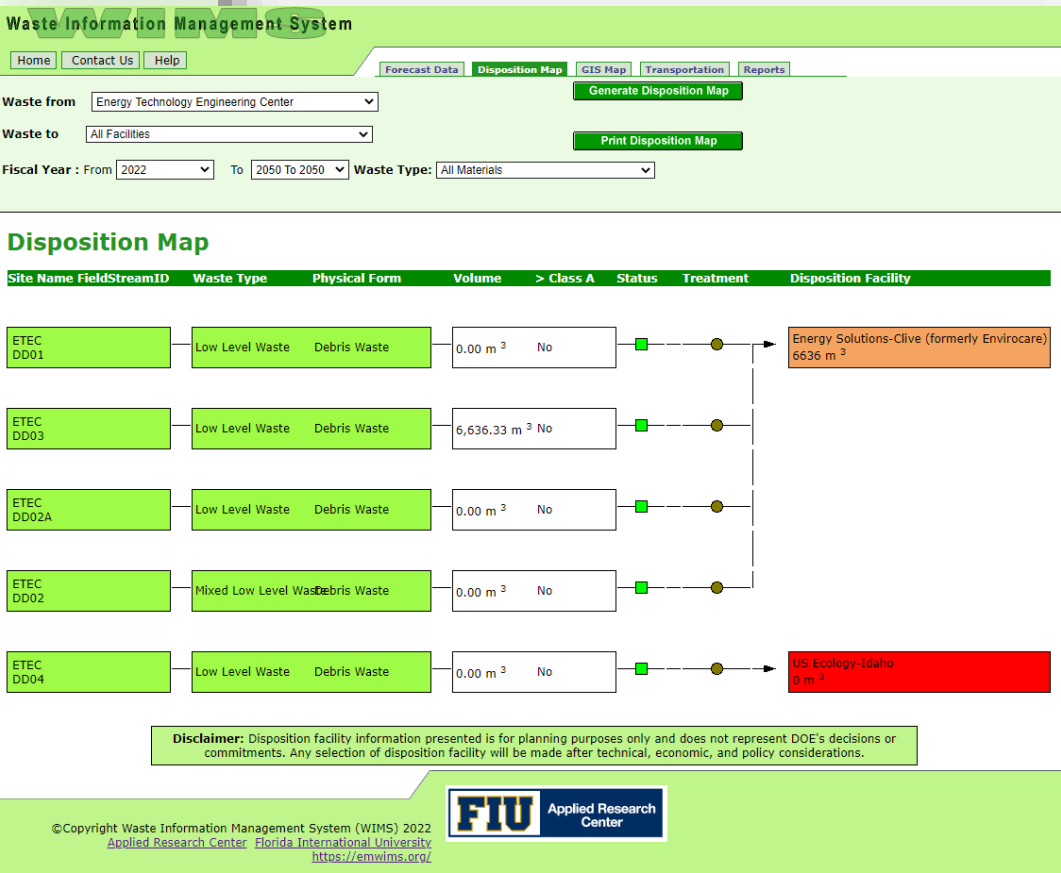 WIMS
Waste Information Management System
Home Contact Us Help
Forecast Data Disposition Map GIS Map Transportation Reports
Waste from Energy Technology Engineering Center
Generate Disposition Map
Waste to All Facilities
Print Disposition Map
Fiscal Year : From 2022 To 2050 To 2050 Waste Type: All Materials
Disposition Map
Site Name FieldStreamID Waste Type Physical Form Volume > Class A Status Treatment Disposition Facility
ETEC
DD01
Low Level Waste Debris Waste 0.00 m 3 No
Energy Solutions-Clive (formerly Envirocare)
6636 m 3
ETEC
DD03
Low Level Waste Debris Waste 6,636.33 m 3 No
ETEC
DD02A
Low Level Waste Debris Waste 0.00 m 3 No
ETEC
DD02
Mixed Low Level Waste Debris Waste 0.00 m 3 No
ETEC
DD04
Low Level Waste Debris Waste 0.00 m 3 No
US Ecology-Idaho
0 m 3
Disclaimer: Disposition facility information presented is for planning purposes only and does not represent DOE's decisions or
commitments. Any selection of disposition facility will be made after technical, economic, and policy considerations.
FIU Applied Research
Center
©Copyright Waste Information Management System (WIMS) 2022
Applied Research Center Florida International University
https://emwims.org/